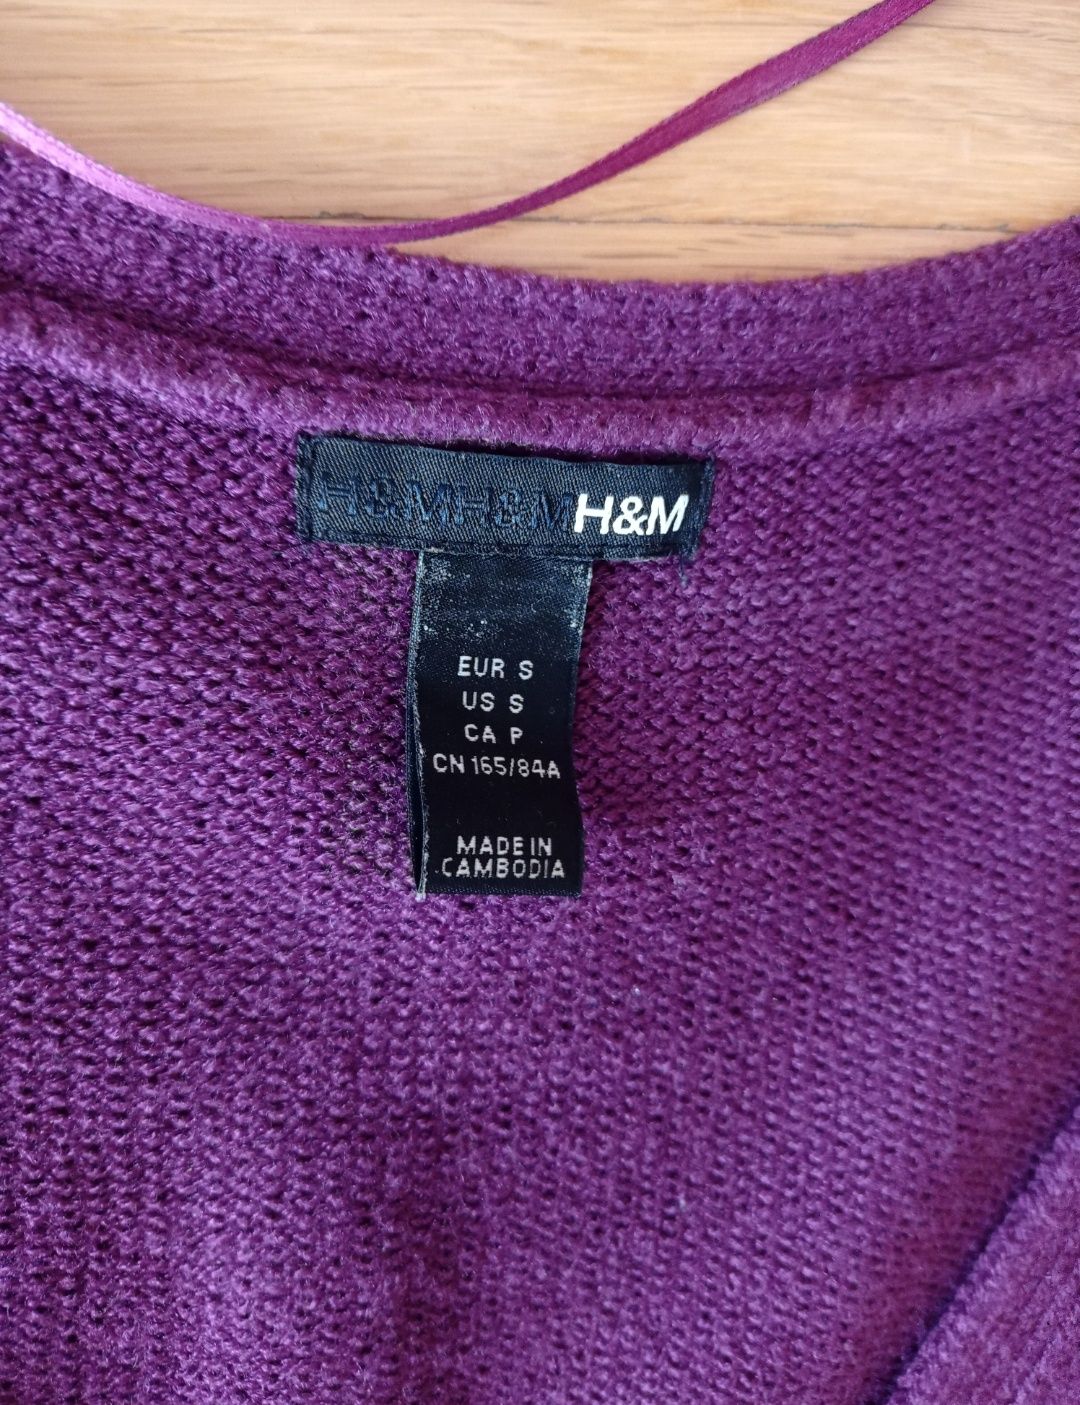 H&MH&MH&M
EUR S
US S
CA P
CN 165/84A
MADE IN
CAMBODIA